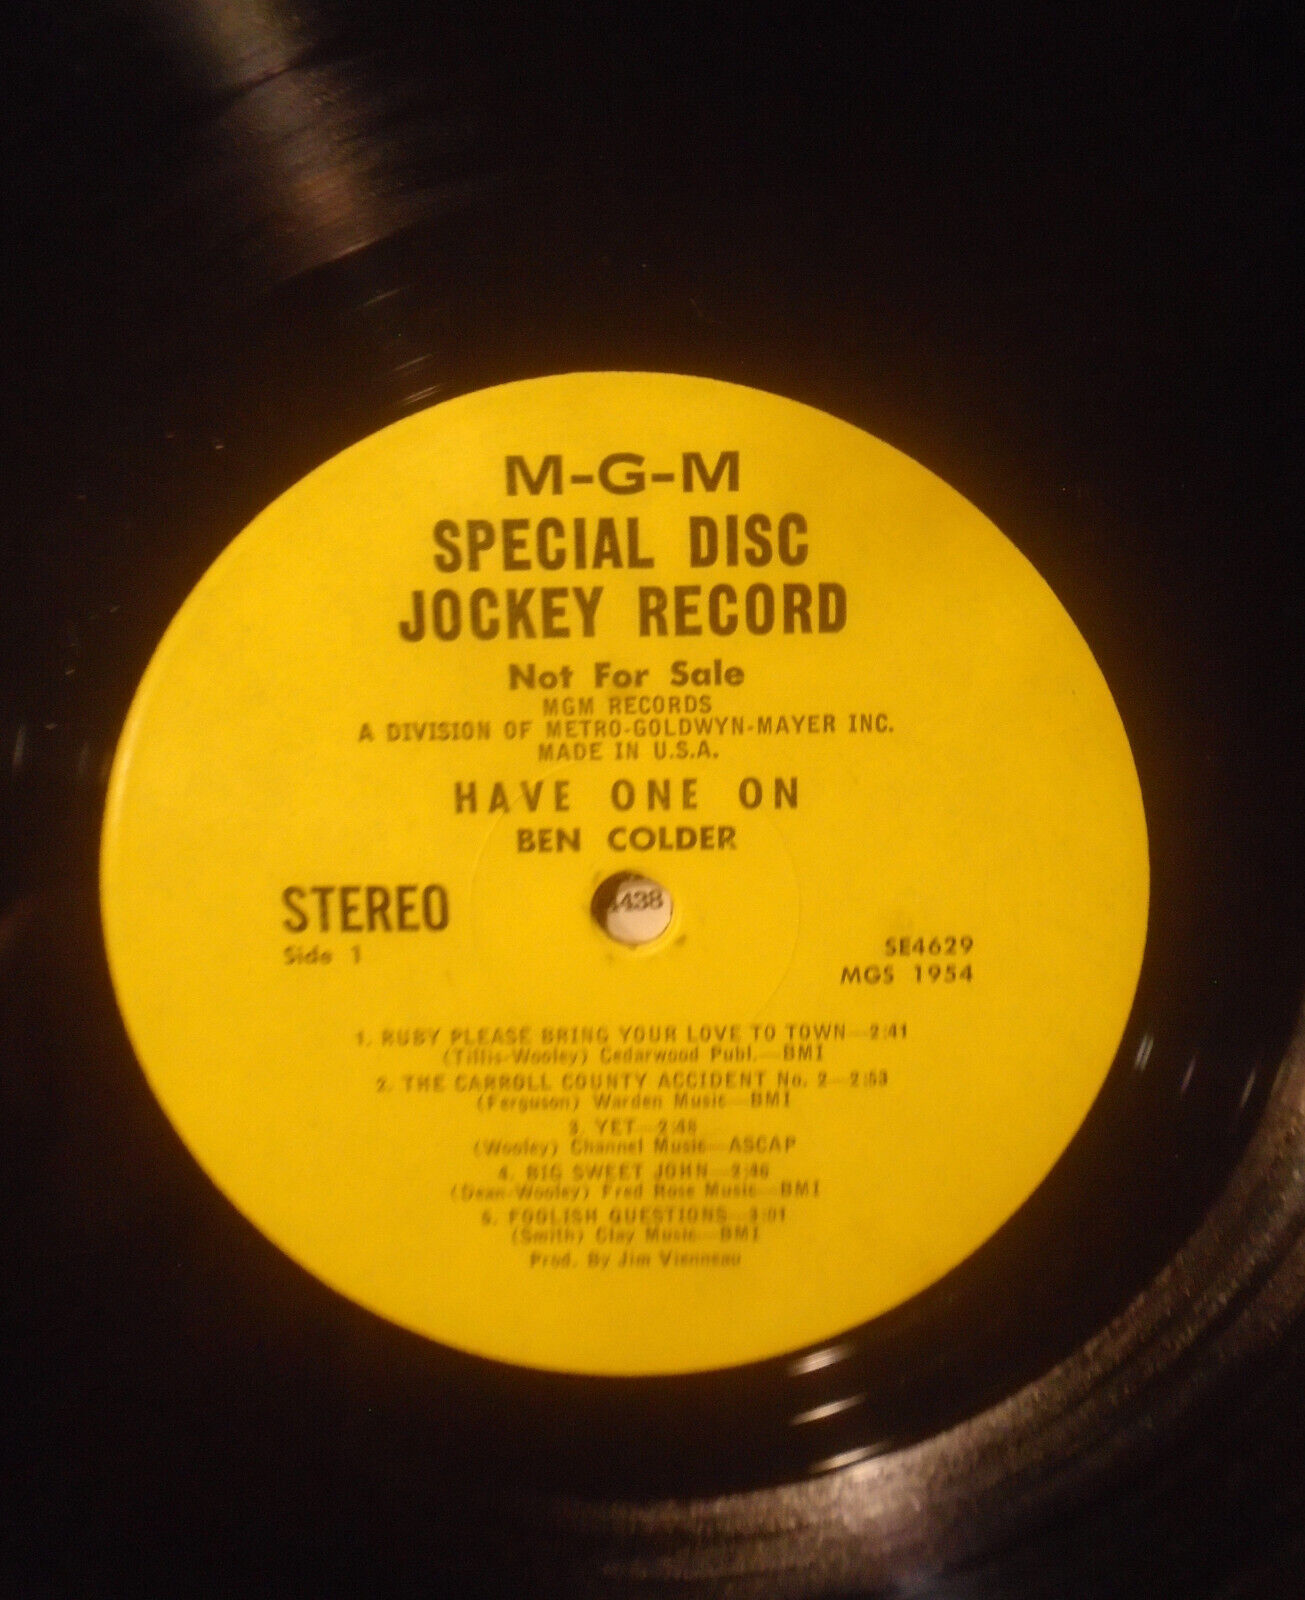 M-G-M
SPECIAL DISC
JOCKEY RECORD
Not For Sale
MGM RECORDS
A DIVISION OF METRO-GOLDWYN-MAYER INC.
MADE IN U.S.A.
HAVE ONE ON
BEN COLDER
STEREO
Side 1
4438
SE4629
MGS 1954
1. RUBY PLEASE BRING YOUR LOVE TO TOWN—2:41
(Tillis-Wooley) Cedarwood Publ.—BMI
2. THE CARROLL COUNTY ACCIDENT No. 2—2:53
(Ferguson) Warden Music—BMI
3. YET—2:48
(Wooley) Channel Music—ASCAP
4. BIG SWEET JOHN—2:46
(Dean-Wooley) Fred Rose Music—BMI
5. FOOLISH QUESTIONS—3:01
(Smith) Clay Music—BMI
Prod. By Jim Vienneau